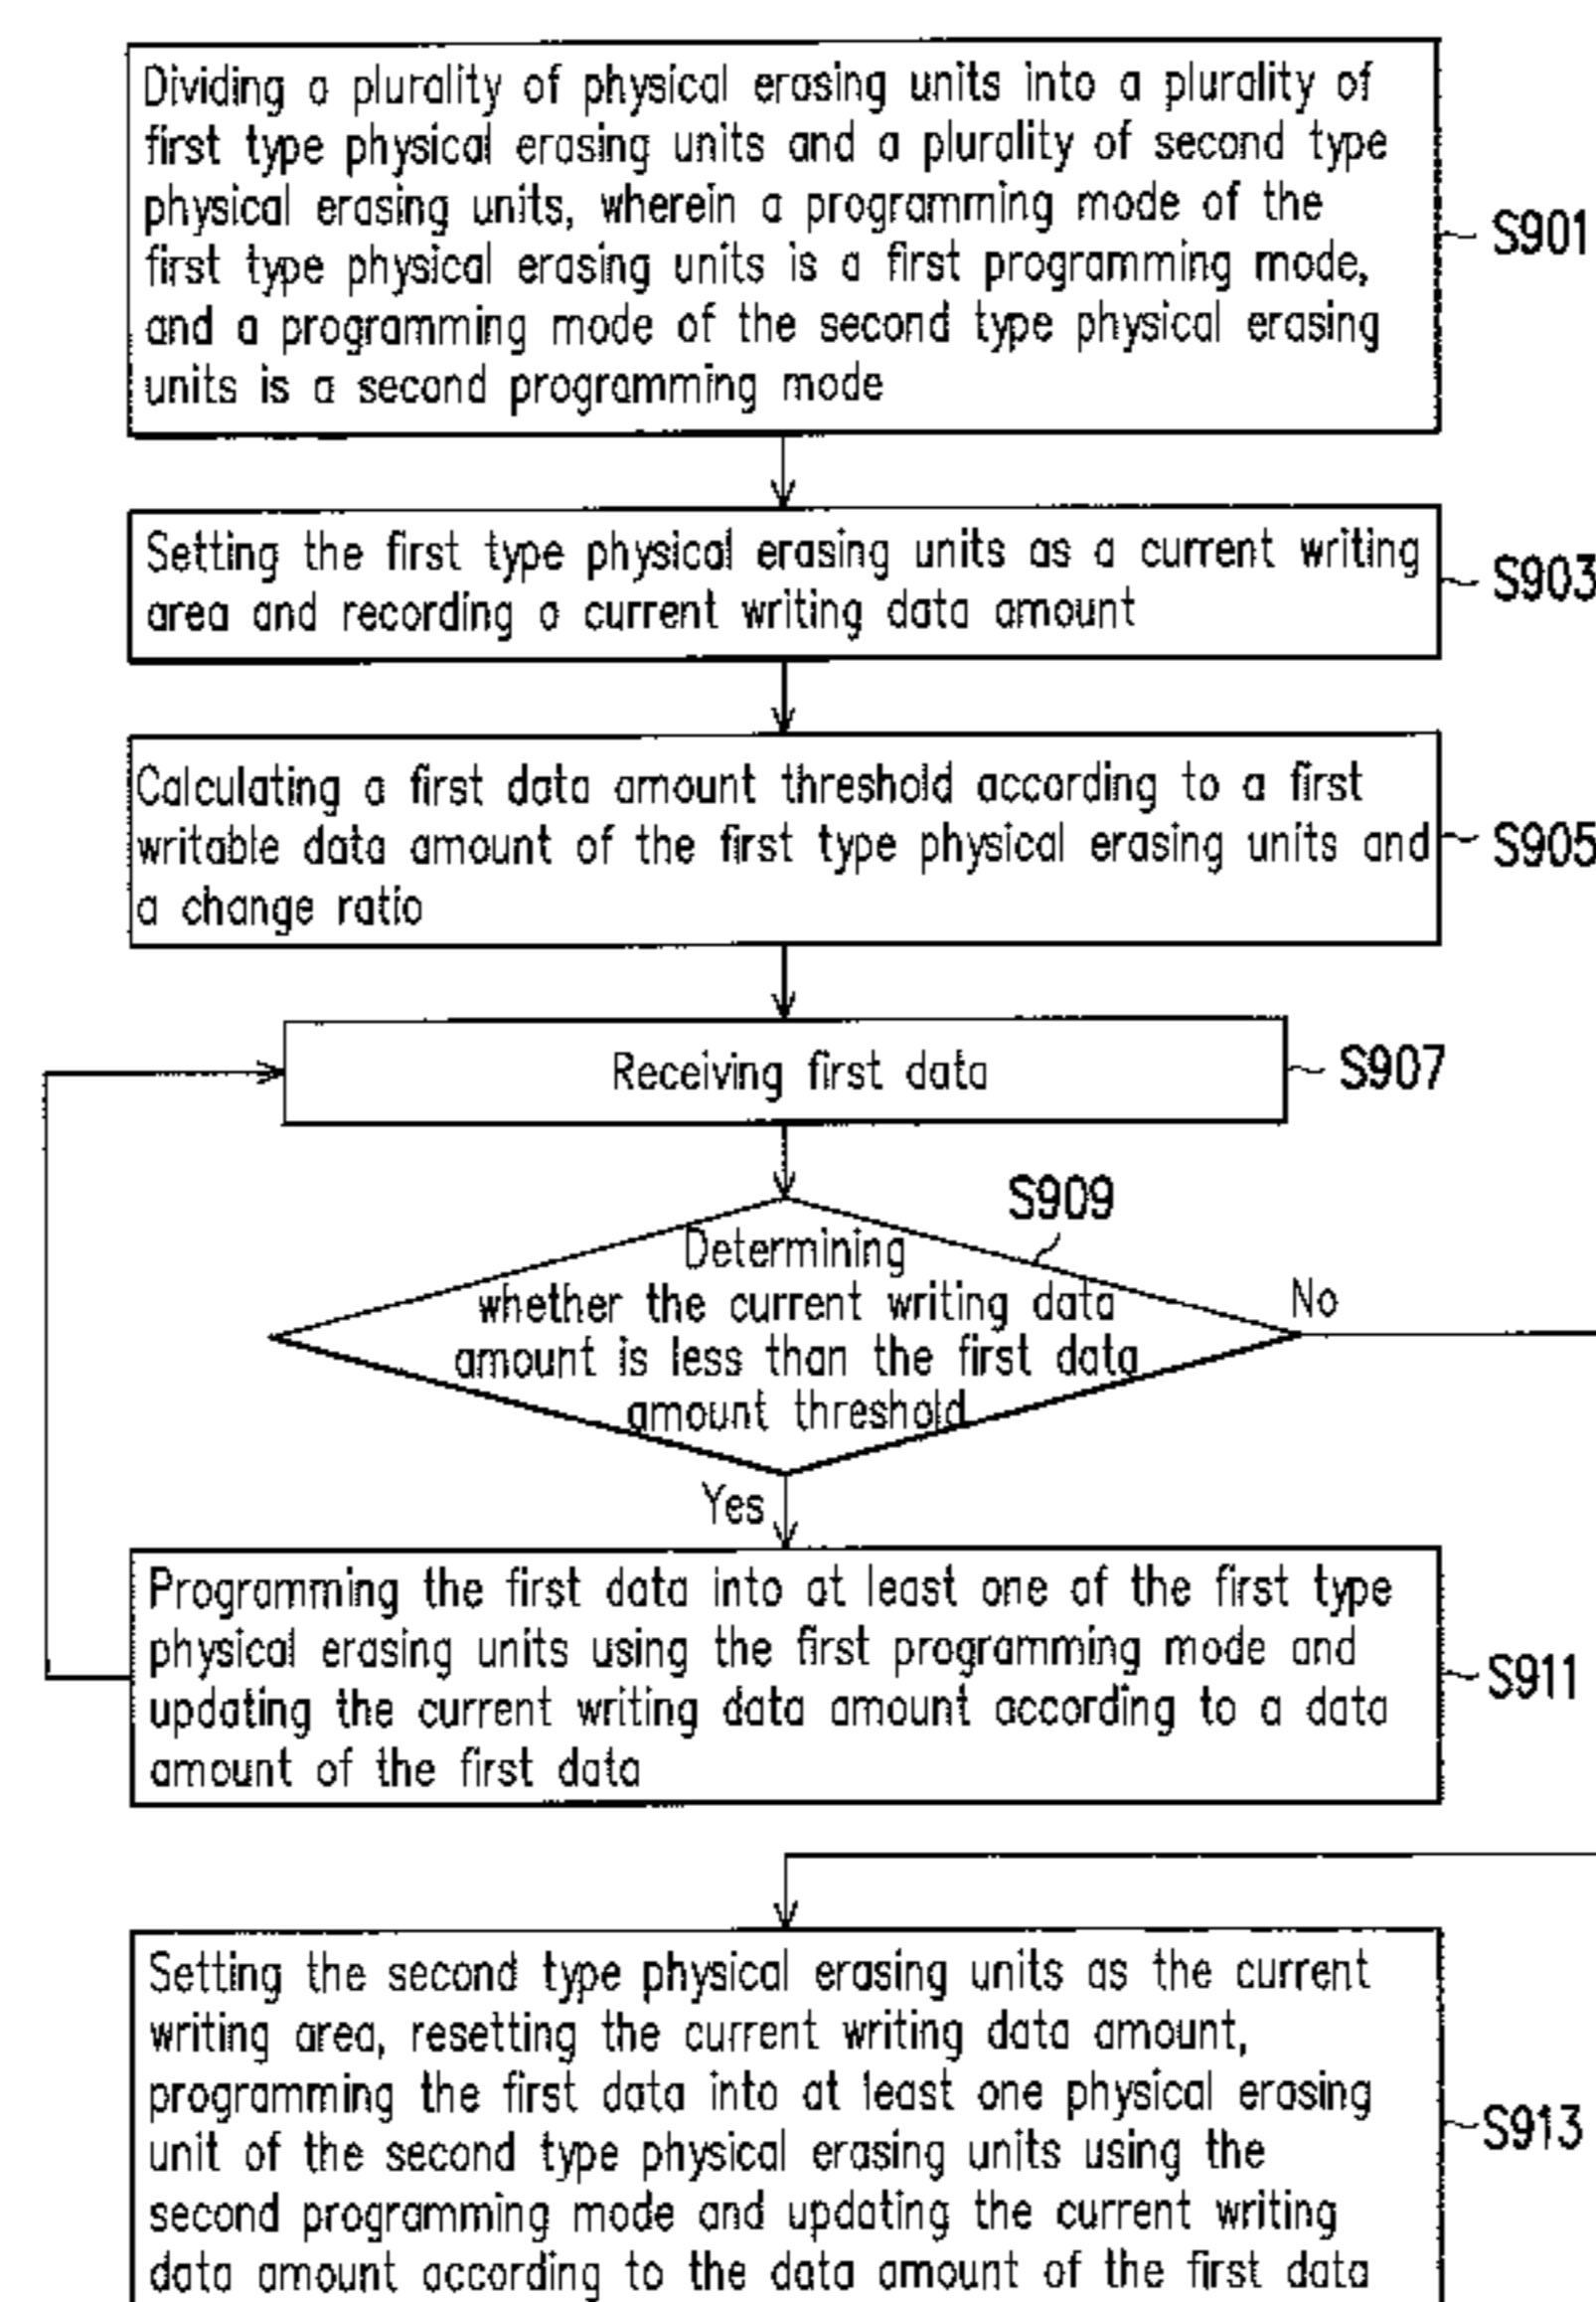 Dividing a plurality of physical erasing units into a plurality of
first type physical erasing units and a plurality of second type
physical erasing units, wherein a programming mode of the
first type physical erasing units is a first programming mode,
and a programming mode of the second type physical erasing
units is a second programming mode
S901
Setting the first type physical erasing units as a current writing
area and recording a current writing data amount
S903
Calculating a first data amount threshold according to a first
writable data amount of the first type physical erasing units and
a change ratio
S905
Receiving first data
S907
S909
Determining
whether the current writing data
amount is less than the first data
amount threshold
No
Yes
Programming the first data into at least one of the first type
physical erasing units using the first programming mode and
updating the current writing data amount according to a data
amount of the first data
S911
Setting the second type physical erasing units as the current
writing area, resetting the current writing data amount,
programming the first data into at least one physical erasing
unit of the second type physical erasing units using the
second programming mode and updating the current writing
data amount according to the data amount of the first data
S913